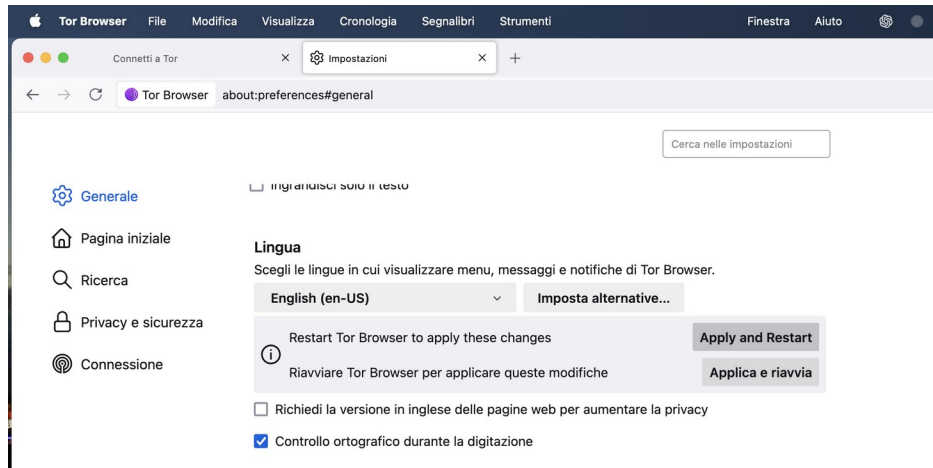 Tor Browser File Modifica Visualizza Cronologia Segnalibri Strumenti Finestra Aiuto
Connetti a Tor Impostazioni
Tor Browser about:preferences#general
Cerca nelle impostazioni
Ingrandisci solo il testo
Generale
Pagina iniziale
Ricerca
Privacy e sicurezza
Connessione
Lingua
Scegli le lingue in cui visualizzare menu, messaggi e notifiche di Tor Browser.
English (en-US) Imposta alternative...
Restart Tor Browser to apply these changes Apply and Restart
Riavviare Tor Browser per applicare queste modifiche Applica e riavvia
Richiedi la versione in inglese delle pagine web per aumentare la privacy
Controllo ortografico durante la digitazione